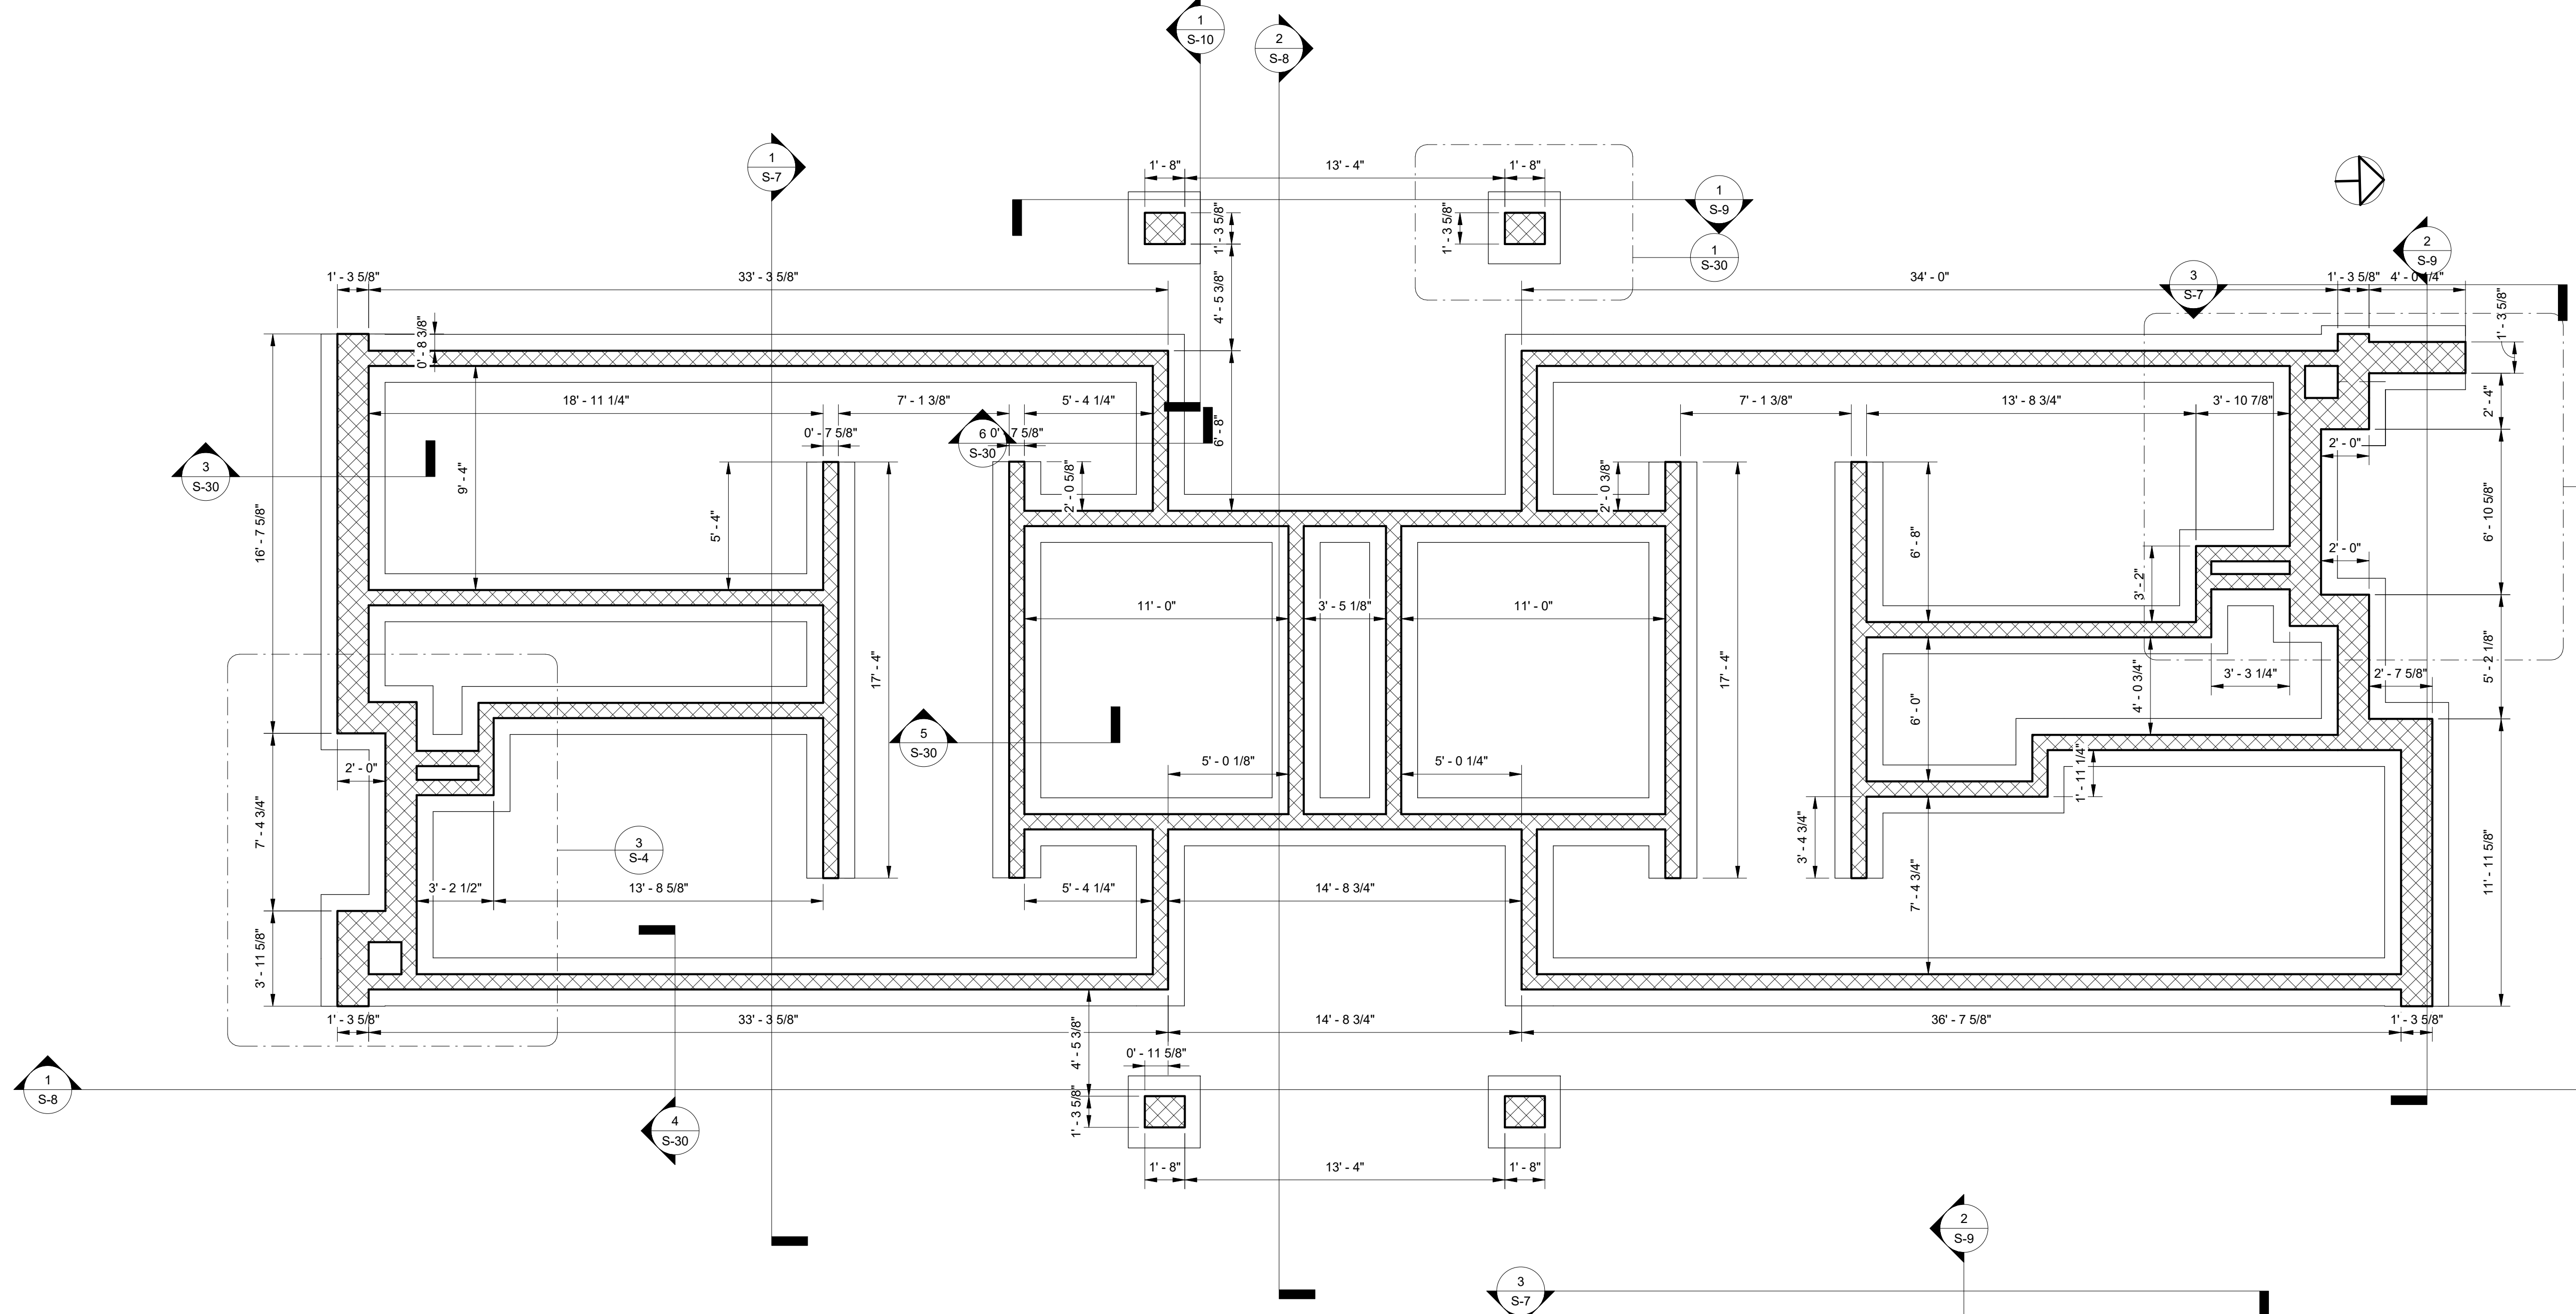 1
S-10
2
S-8
1
S-7
1' - 8"
13' - 4"
1' - 8"
1
S-9
1' - 3 5/8"
1' - 3 5/8"
1
S-30
2
S-9
3
S-7
1' - 3 5/8"
33' - 3 5/8"
4' - 5 3/8"
34' - 0"
1' - 3 5/8"
4' - 0 1/4"
1' - 3 5/8"
0' - 8 3/8"
18' - 11 1/4"
7' - 1 3/8"
5' - 4 1/4"
7' - 1 3/8"
13' - 8 3/4"
3' - 10 7/8"
2' - 4"
0' - 7 5/8"
6
S-30
0' - 7 5/8"
6' - 8"
2' - 0"
3
S-30
9' - 4"
2' - 0 5/8"
2' - 0 3/8"
16' - 7 5/8"
5' - 4"
6' - 8"
6' - 10 5/8"
2' - 0"
3' - 2"
11' - 0"
3' - 5 1/8"
11' - 0"
17' - 4"
17' - 4"
4' - 0 3/4"
3' - 3 1/4"
2' - 7 5/8"
5' - 2 1/8"
6' - 0"
5
S-30
2' - 0"
5' - 0 1/8"
5' - 0 1/4"
1' - 11 1/4"
7' - 4 3/4"
3
S-4
3' - 4 3/4"
11' - 11 5/8"
3' - 2 1/2"
13' - 8 5/8"
5' - 4 1/4"
14' - 8 3/4"
7' - 4 3/4"
3' - 11 5/8"
1' - 3 5/8"
33' - 3 5/8"
14' - 8 3/4"
36' - 7 5/8"
1' - 3 5/8"
4' - 5 3/8"
0' - 11 5/8"
1
S-8
1' - 3 5/8"
4
S-30
1' - 8"
13' - 4"
1' - 8"
2
S-9
3
S-7